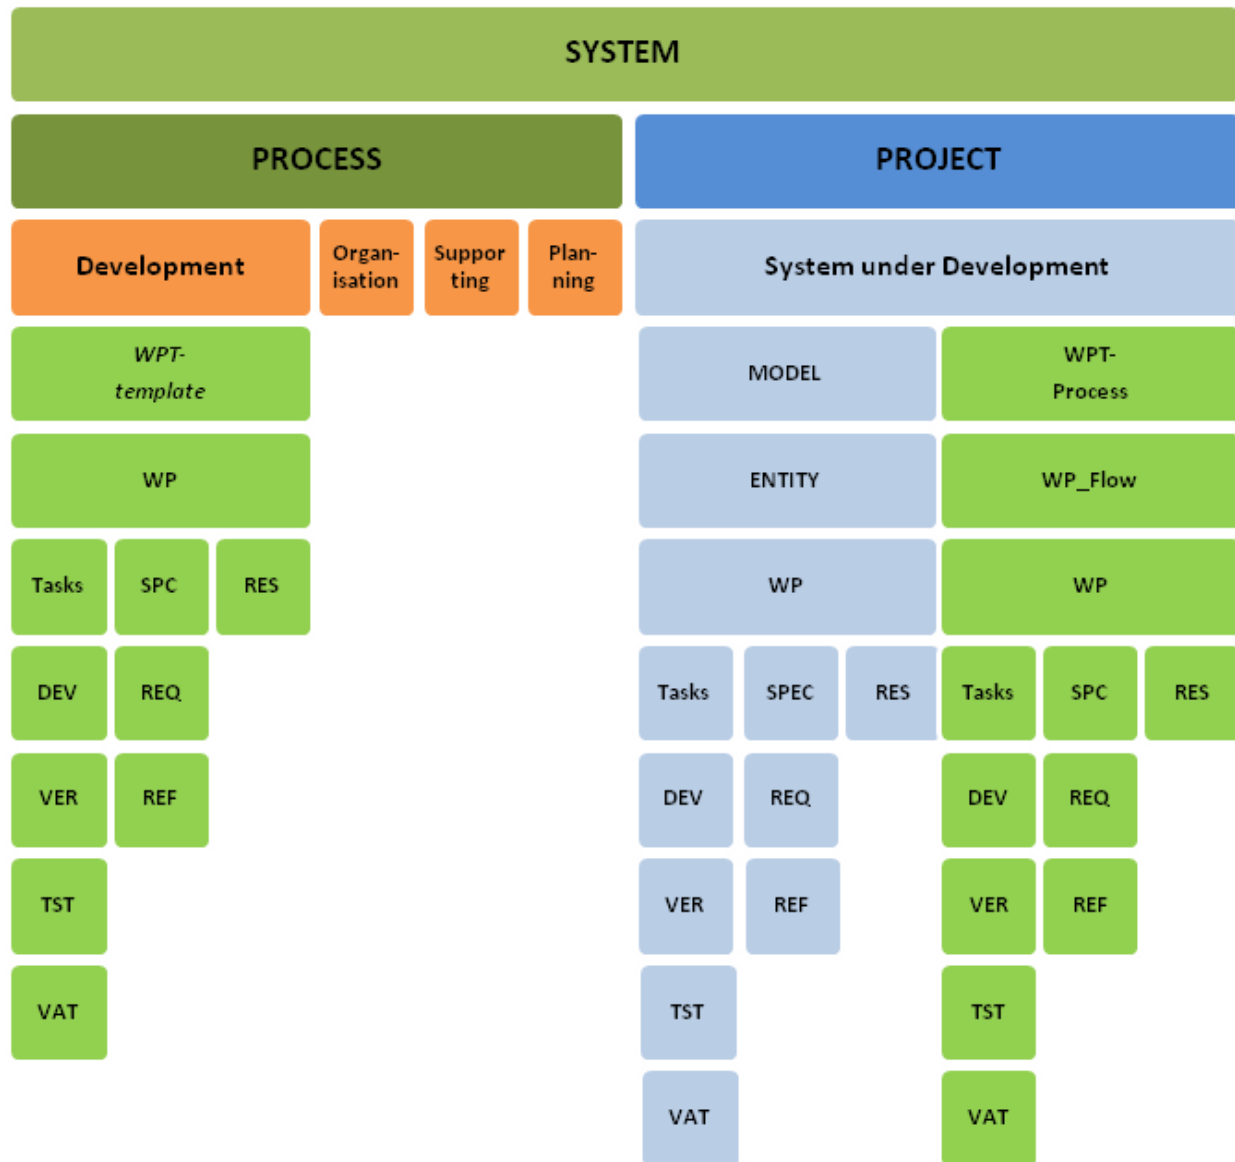 SYSTEM
PROCESS
PROJECT
Development
Organ-
isation
Suppor
ting
Plan-
ning
System under Development
WPT-
template
MODEL
WPT-
Process
WP
ENTITY
WP_Flow
Tasks
SPC
RES
WP
WP
DEV
REQ
Tasks
SPEC
RES
Tasks
SPC
RES
VER
REF
DEV
REQ
DEV
REQ
TST
VER
REF
VER
REF
VAT
TST
TST
VAT
VAT